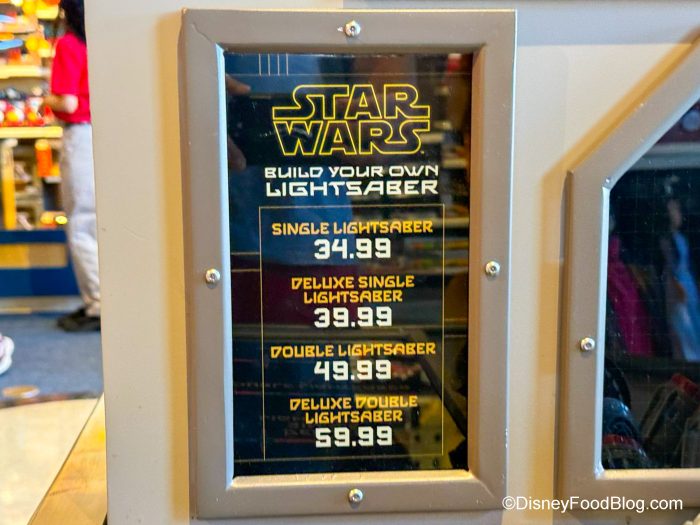 STAR
WARS
BUILD YOUR OWN
LIGHTSABER
SINGLE LIGHTSABER
34.99
DELUXE SINGLE
LIGHTSABER
39.99
DOUBLE LIGHTSABER
49.99
DELUXE DOUBLE
LIGHTSABER
59.99
©DisneyFoodBlog.com